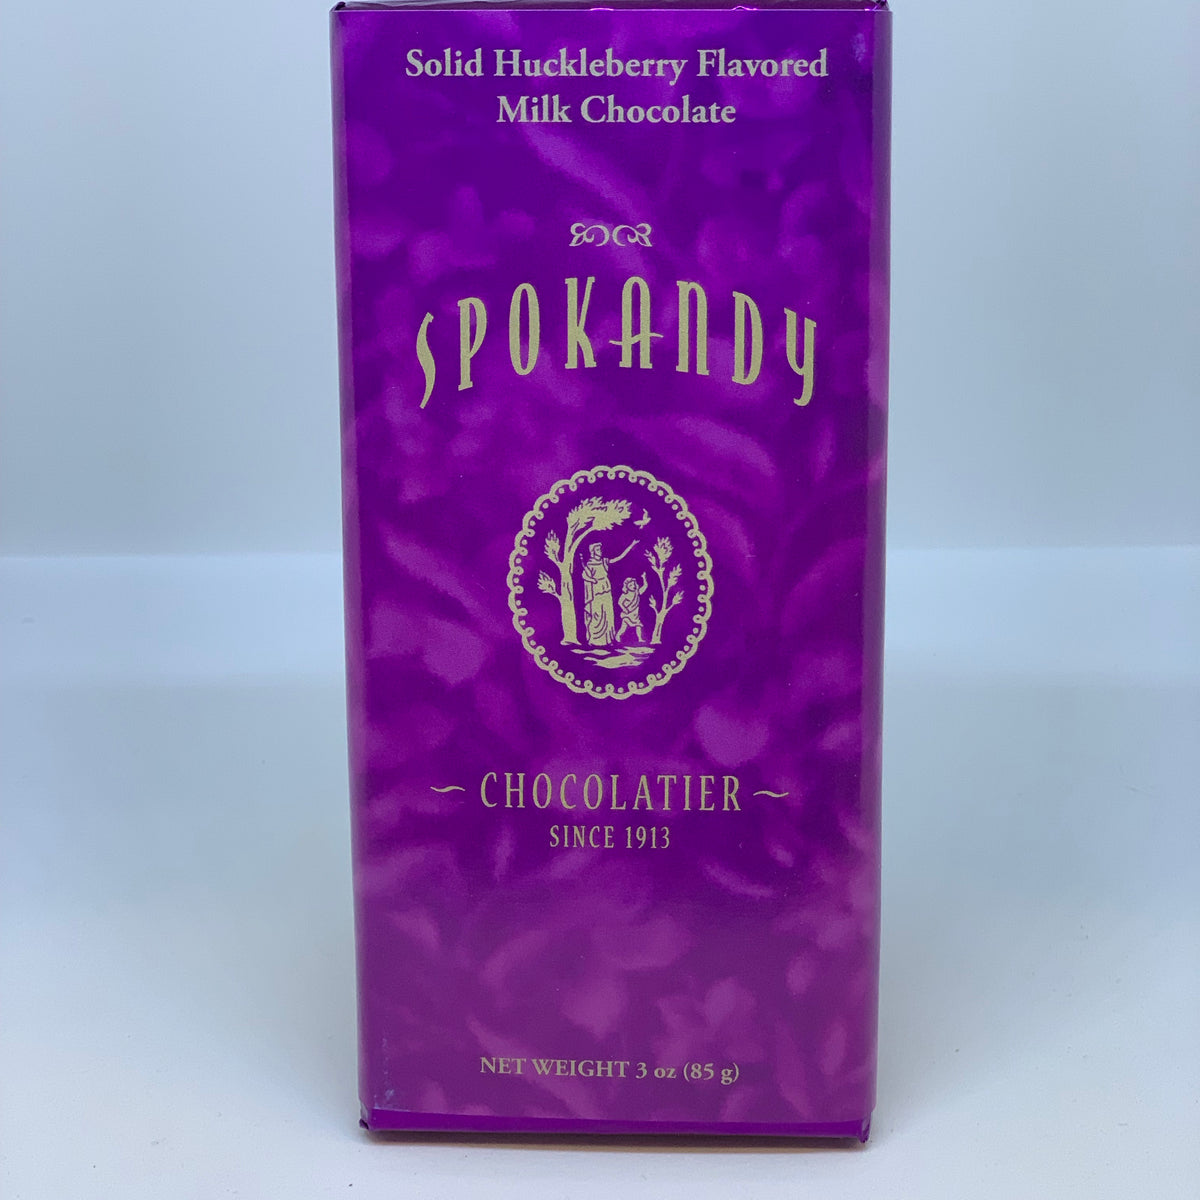 Solid Huckleberry Flavored
Milk Chocolate
SPOKANDY
~ CHOCOLATIER ~
SINCE 1913
NET WEIGHT 3 oz (85 g)